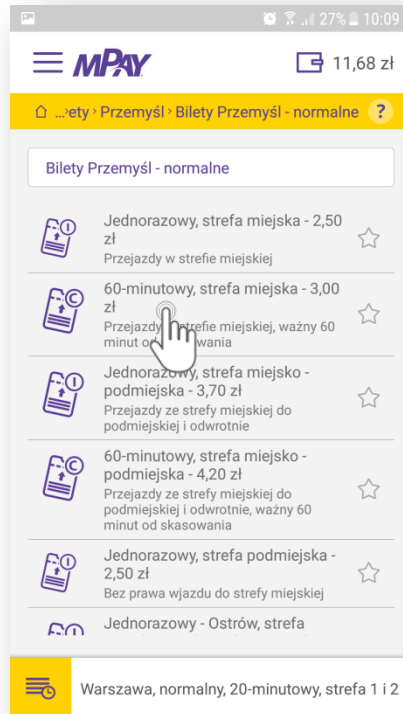 27% 10:09
MPAY 11,68 zł
...ety › Przemyśl › Bilety Przemyśl - normalne ?
Bilety Przemyśl - normalne
Jednorazowy, strefa miejska - 2,50
zł
Przejazdy w strefie miejskiej
60-minutowy, strefa miejska - 3,00
zł
Przejazdy strefie miejskiej, ważny 60
minut
Jednorazowy, strefa miejsko -
podmiejska - 3,70 zł
Przejazdy ze strefy miejskiej do
podmiejskiej i odwrotnie
60-minutowy, strefa miejsko -
podmiejska - 4,20 zł
Przejazdy ze strefy miejskiej do
podmiejskiej i odwrotnie, ważny 60
minut od skasowania
Jednorazowy, strefa podmiejska -
2,50 zł
Bez prawa wjazdu do strefy miejskiej
Jednorazowy - Ostrów, strefa
Warszawa, normalny, 20-minutowy, strefa 1 i 2